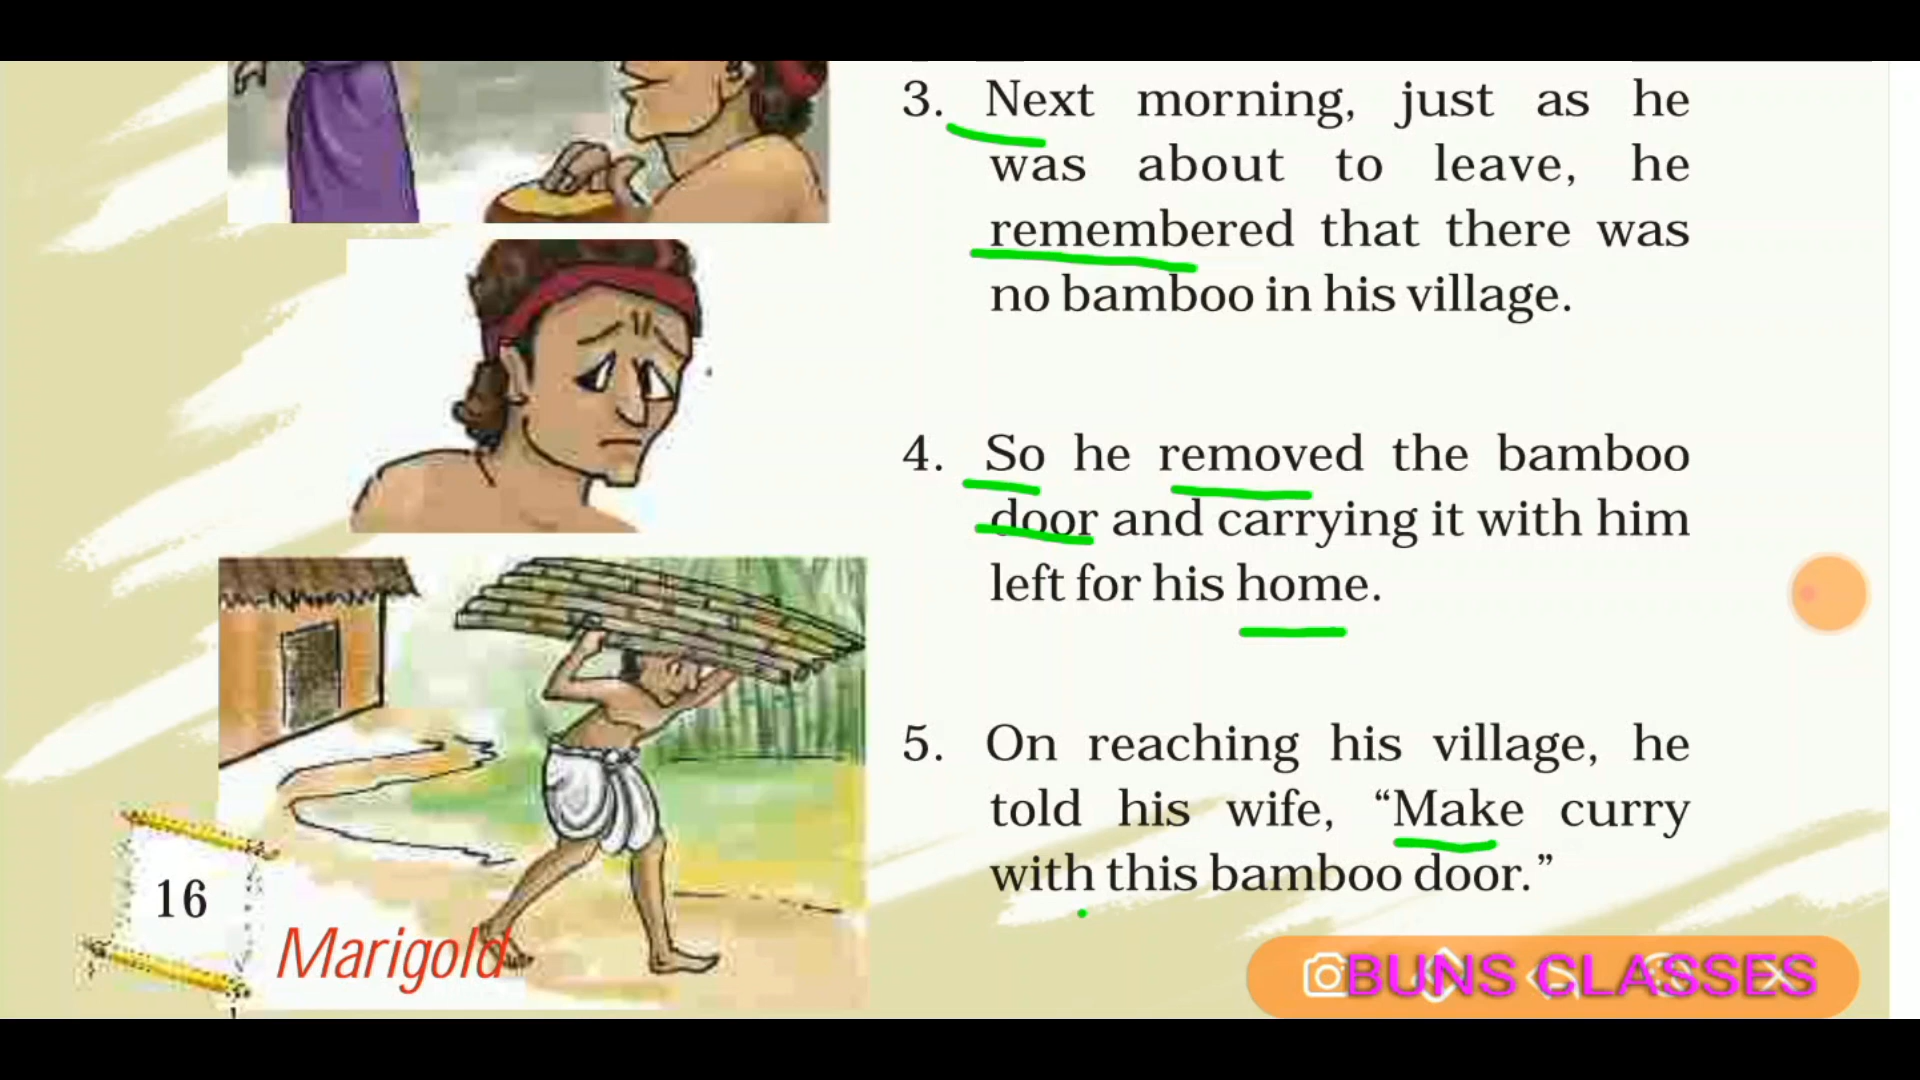 3. Next morning, just as he
was about to leave, he
remembered that there was
no bamboo in his village.
4. So he removed the bamboo
door and carrying it with him
left for his home.
5. On reaching his village, he
told his wife, “Make curry
with this bamboo door.”
16
Marigold
BUNS CLASSES